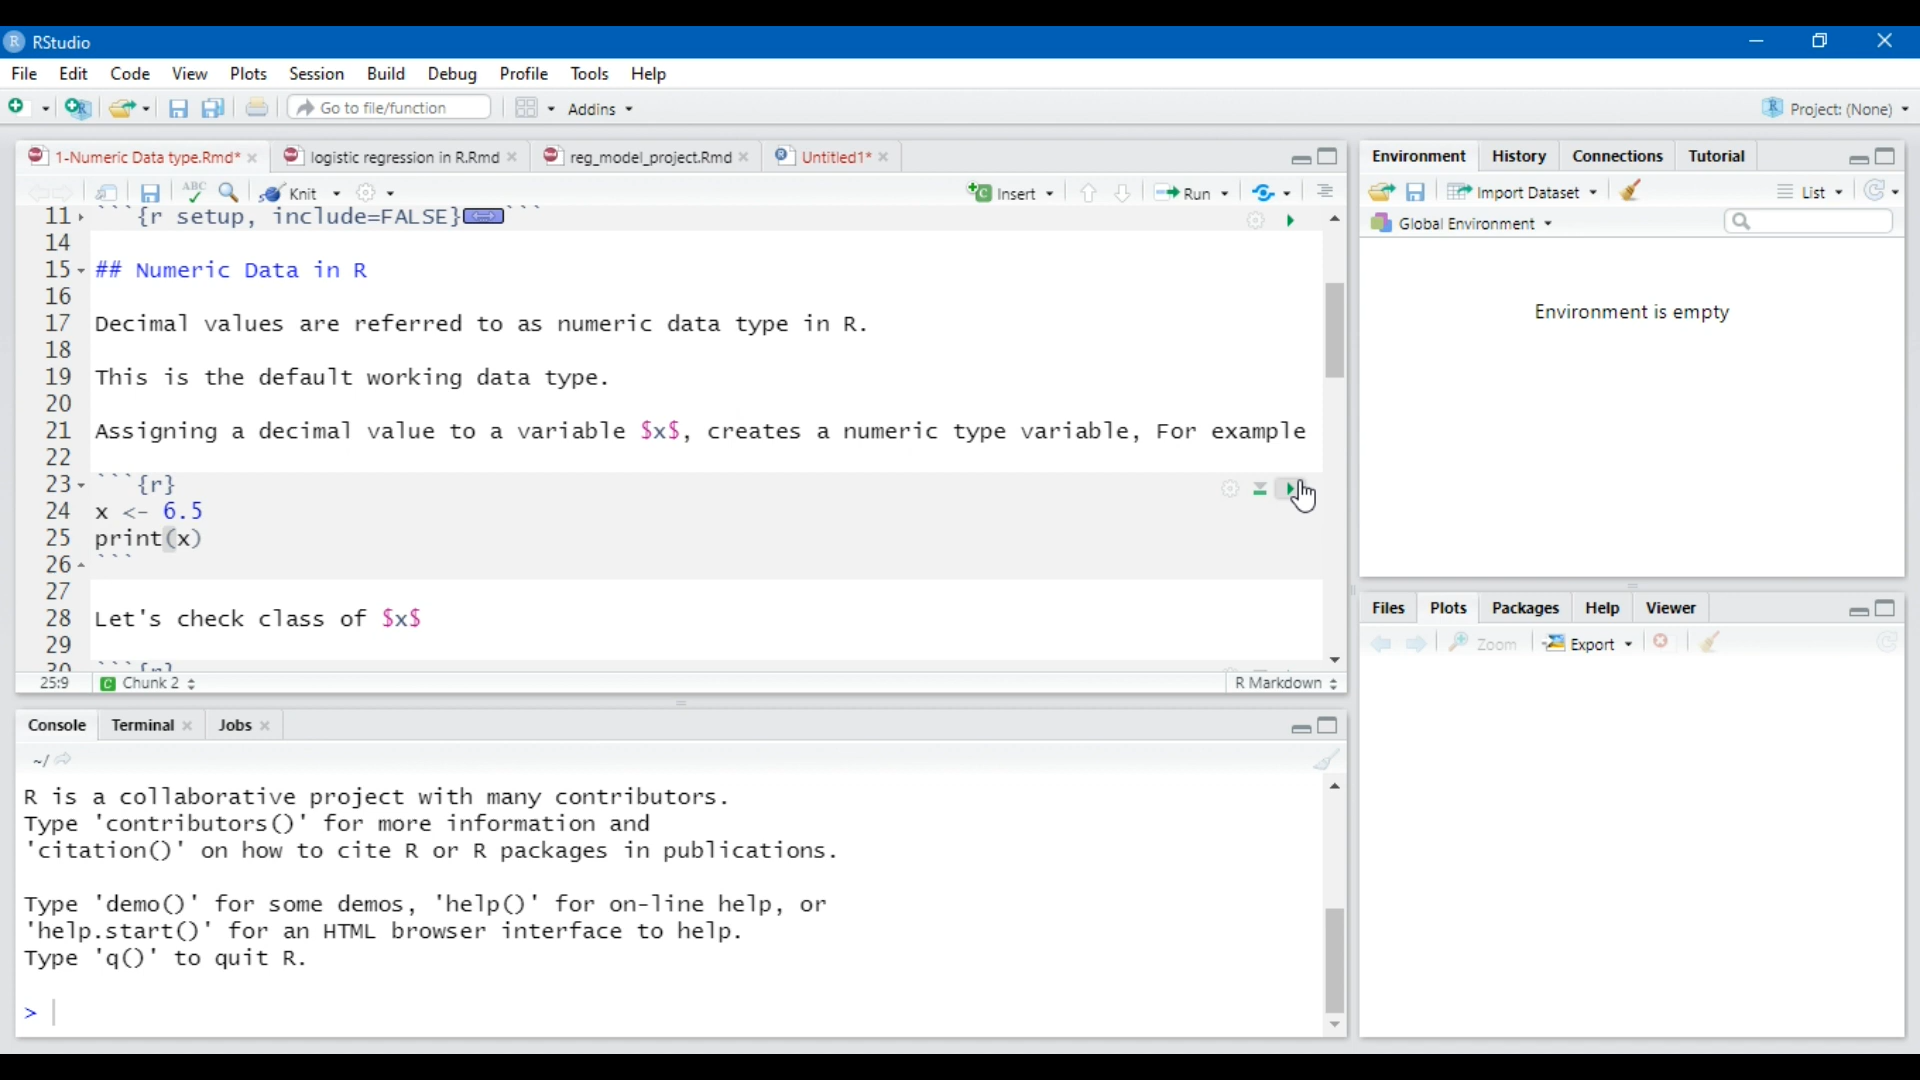 RStudio
File Edit Code View Plots Session Build Debug Profile Tools Help
Go to file/function Addins Project: (None)
1-Numeric Data type.Rmd* logistic regression in R.Rmd reg_model_project.Rmd Untitled1*
ABC Knit Insert Run
11 ```{r setup, include=FALSE} ```
14
15 ## Numeric Data in R
16
17 Decimal values are referred to as numeric data type in R.
18
19 This is the default working data type.
20
21 Assigning a decimal value to a variable $x$, creates a numeric type variable, For example
22
23 ```{r}
24 x <- 6.5
25 print(x)
26 ```
27
28 Let's check class of $x$
29
30 ```{r}
25:9 Chunk 2 R Markdown
Console Terminal Jobs
~/
R is a collaborative project with many contributors.
Type 'contributors()' for more information and
'citation()' on how to cite R or R packages in publications.
Type 'demo()' for some demos, 'help()' for on-line help, or
'help.start()' for an HTML browser interface to help.
Type 'q()' to quit R.
>
Environment History Connections Tutorial
Import Dataset List
Global Environment
Environment is empty
Files Plots Packages Help Viewer
Zoom Export